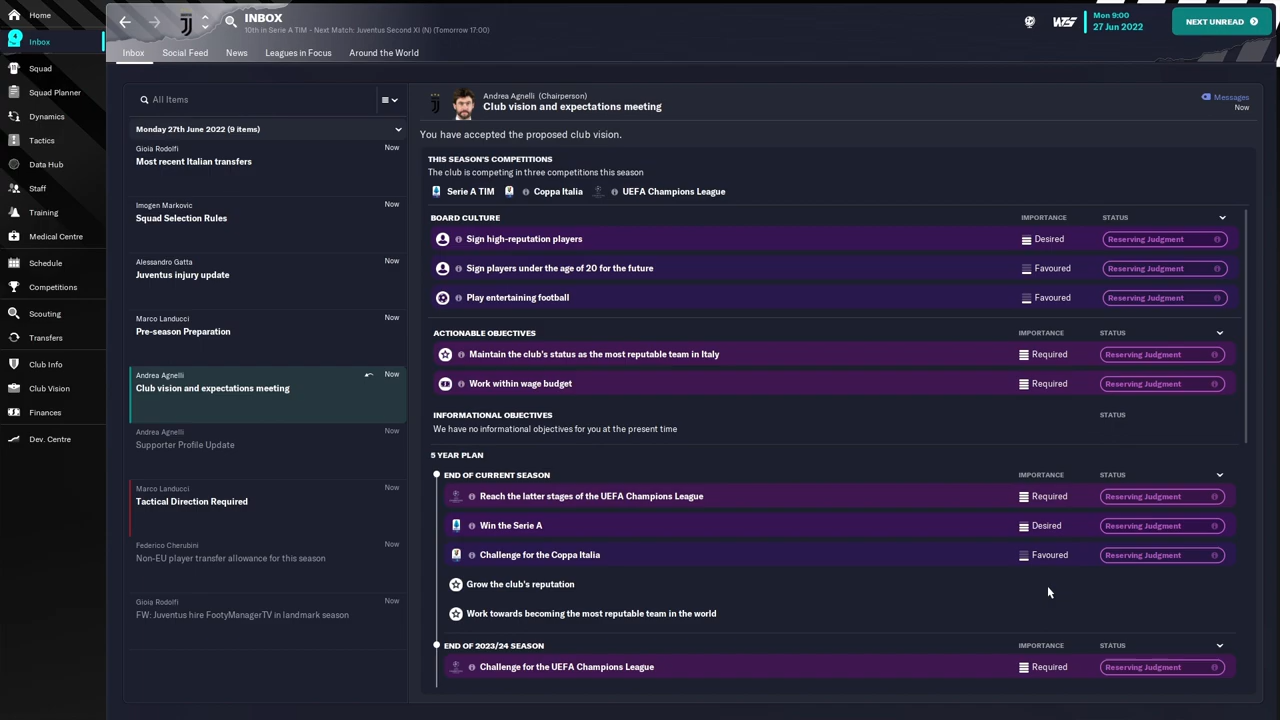 Home
4
Inbox
Squad
Squad Planner
Dynamics
Tactics
Data Hub
Staff
Training
Medical Centre
Schedule
Competitions
Scouting
Transfers
Club Info
Club Vision
Finances
Dev. Centre
INBOX
10th in Serie A TIM - Next Match: Juventus Second XI (N) (Tomorrow 17:00)
Mon 9:00
27 Jun 2022
NEXT UNREAD
Inbox Social Feed News Leagues in Focus Around the World
All Items
Monday 27th June 2022 (9 items)
Gioia Rodolfi Now
Most recent Italian transfers
Imogen Markovic Now
Squad Selection Rules
Alessandro Gatta Now
Juventus injury update
Marco Landucci Now
Pre-season Preparation
Andrea Agnelli Now
Club vision and expectations meeting
Andrea Agnelli Now
Supporter Profile Update
Marco Landucci Now
Tactical Direction Required
Federico Cherubini Now
Non-EU player transfer allowance for this season
Gioia Rodolfi Now
FW: Juventus hire FootyManagerTV in landmark season
Andrea Agnelli (Chairperson)
Club vision and expectations meeting
Messages
Now
You have accepted the proposed club vision.
THIS SEASON'S COMPETITIONS
The club is competing in three competitions this season
Serie A TIM Coppa Italia UEFA Champions League
BOARD CULTURE IMPORTANCE STATUS
Sign high-reputation players Desired Reserving Judgment
Sign players under the age of 20 for the future Favoured Reserving Judgment
Play entertaining football Favoured Reserving Judgment
ACTIONABLE OBJECTIVES IMPORTANCE STATUS
Maintain the club's status as the most reputable team in Italy Required Reserving Judgment
Work within wage budget Required Reserving Judgment
INFORMATIONAL OBJECTIVES STATUS
We have no informational objectives for you at the present time
5 YEAR PLAN
END OF CURRENT SEASON IMPORTANCE STATUS
Reach the latter stages of the UEFA Champions League Required Reserving Judgment
Win the Serie A Desired Reserving Judgment
Challenge for the Coppa Italia Favoured Reserving Judgment
Grow the club's reputation
Work towards becoming the most reputable team in the world
END OF 2023/24 SEASON IMPORTANCE STATUS
Challenge for the UEFA Champions League Required Reserving Judgment